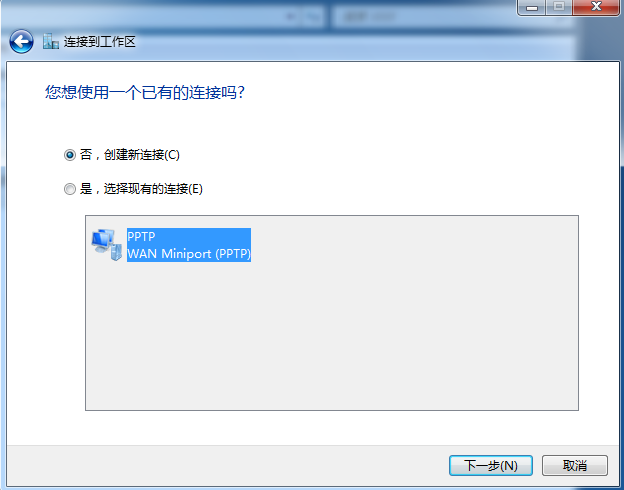 连接到工作区
您想使用一个已有的连接吗?
否，创建新连接(C)
是，选择现有的连接(E)
PPTP
WAN Miniport (PPTP)
下一步(N)
取消